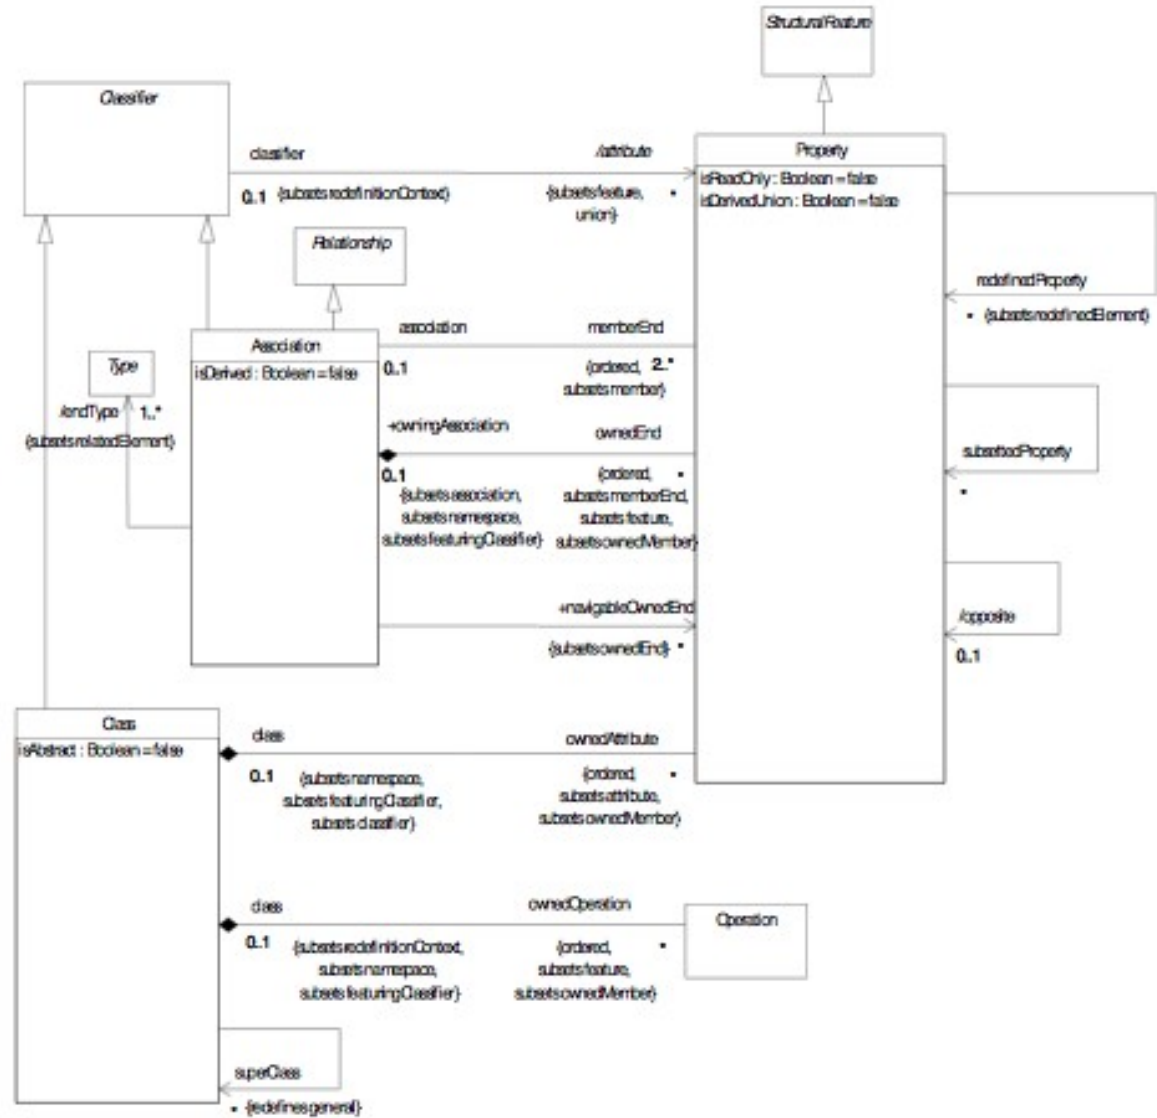 StructuralFeature
Classifier
classifier
/attribute
0..1
{subsets redefinitionContext}
{subsets feature,
union}
*
Property
isReadOnly : Boolean = false
isDerivedUnion : Boolean = false
redefinedProperty
* {subsets redefinedElement}
Relationship
association
memberEnd
Association
isDerived : Boolean = false
0..1
{ordered,
subsets member}
2..*
Type
/endType
1..*
{subsets relatedElement}
+owningAssociation
ownedEnd
0..1
{subsets association,
subsets namespace,
subsets featuringClassifier}
{ordered,
subsets memberEnd,
subsets feature,
subsets ownedMember}
*
subsettedProperty
*
+navigableOwnedEnd
{subsets ownedEnd} *
/opposite
0..1
Class
isAbstract : Boolean = false
class
ownedAttribute
0..1
{subsets namespace,
subsets featuringClassifier,
subsets classifier}
{ordered,
subsets attribute,
subsets ownedMember}
*
class
ownedOperation
Operation
0..1
{subsets redefinitionContext,
subsets namespace,
subsets featuringClassifier}
{ordered,
subsets feature,
subsets ownedMember}
*
superClass
* {redefines general}